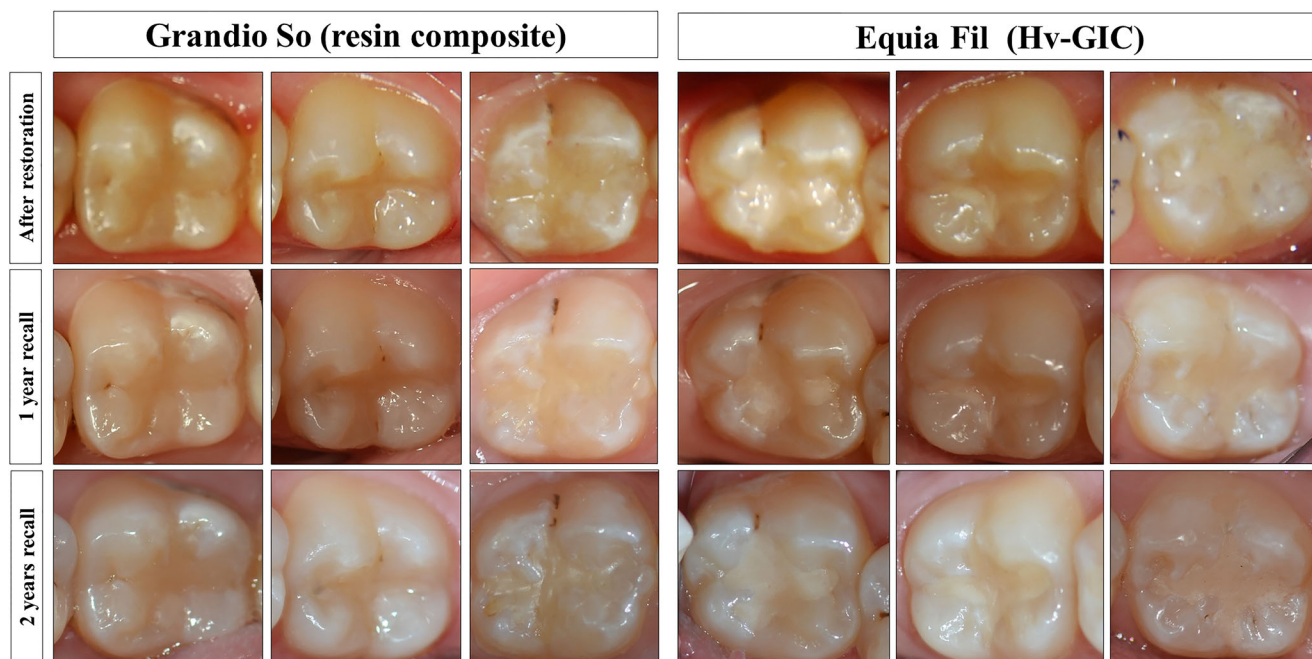 Grandio So (resin composite)
Equia Fil (Hv-GIC)
After restoration
1 year recall
2 years recall